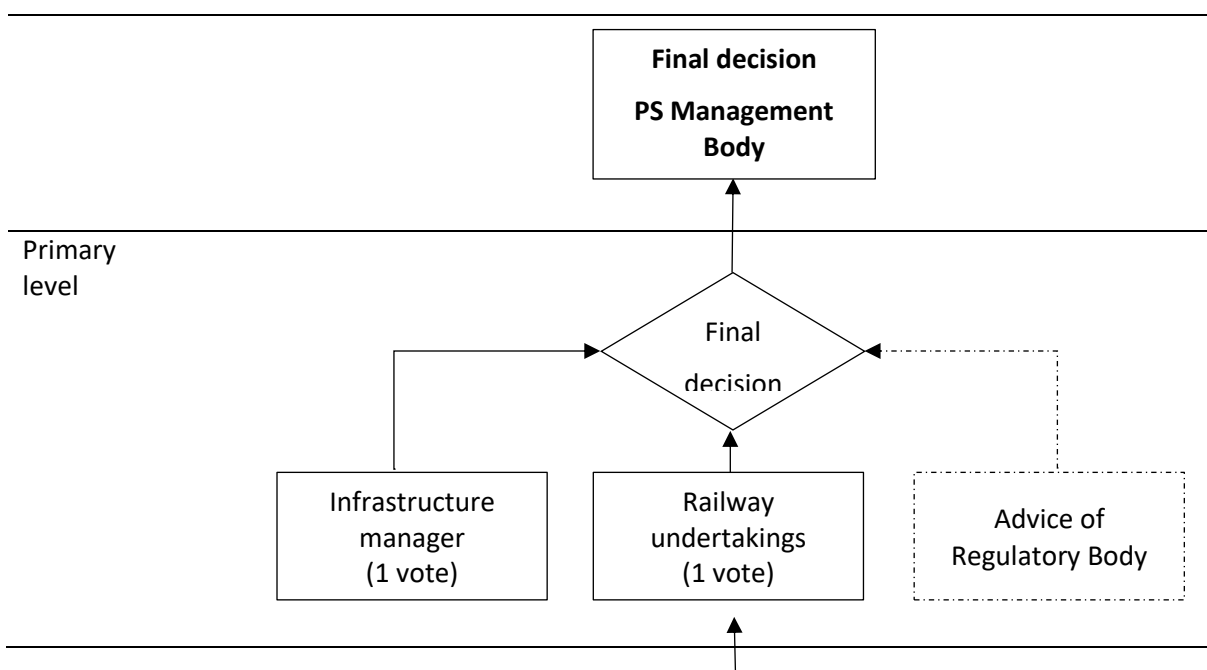 Final decision
PS Management
Body
Primary
level
Final
decision
Infrastructure
manager
(1 vote)
Railway
undertakings
(1 vote)
Advice of
Regulatory Body